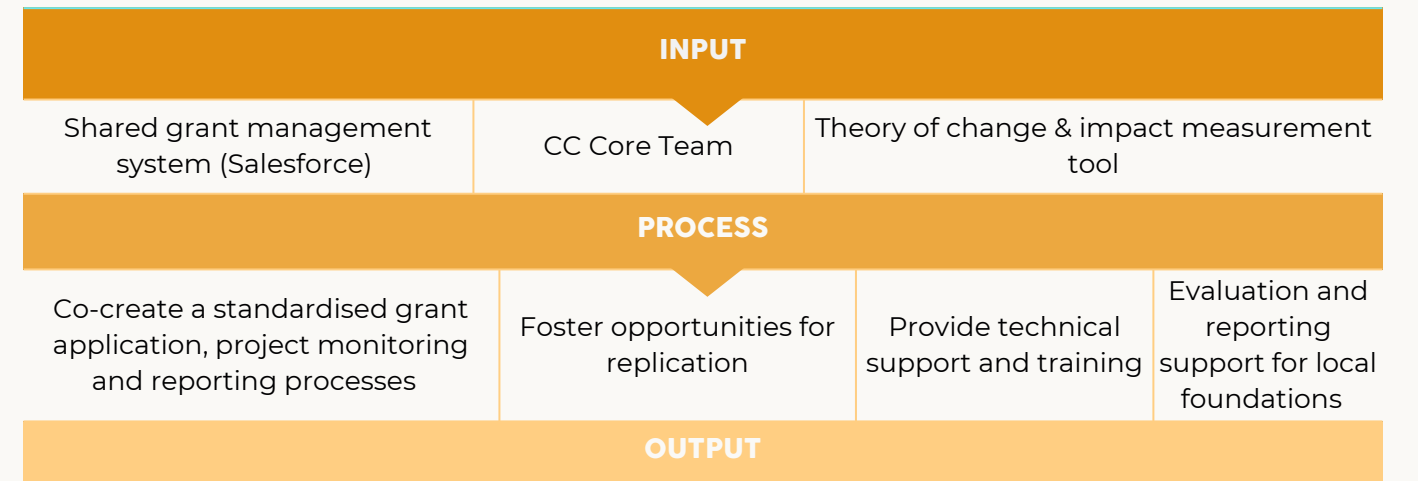 INPUT
Shared grant management
system (Salesforce)
CC Core Team
Theory of change & impact measurement
tool
PROCESS
Co-create a standardised grant
application, project monitoring
and reporting processes
Foster opportunities for
replication
Provide technical
support and training
Evaluation and
reporting
support for local
foundations
OUTPUT